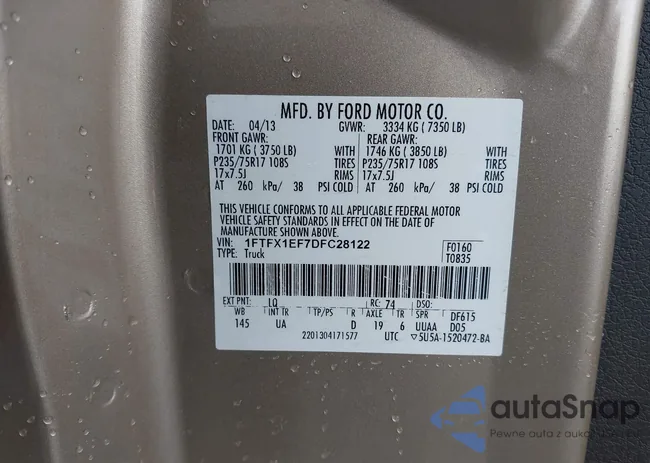 MFD. BY FORD MOTOR CO.
DATE: 04/13 GVWR: 3334 KG ( 7350 LB)
FRONT GAWR: REAR GAWR:
1701 KG ( 3750 LB) WITH 1746 KG ( 3850 LB) WITH
P235/75R17 108S TIRES P235/75R17 108S TIRES
17x7.5J RIMS 17x7.5J RIMS
AT 260 kPa/ 38 PSI COLD AT 260 kPa/ 38 PSI COLD
THIS VEHICLE CONFORMS TO ALL APPLICABLE FEDERAL MOTOR
VEHICLE SAFETY STANDARDS IN EFFECT ON THE DATE OF
MANUFACTURE SHOWN ABOVE.
VIN: 1FTFX1EF7DFC28122 F0160
TYPE: Truck T0835
EXT PNT: LQ RC: 74 DSO:
WB INT TR TP/PS R AXLE TR SPR DF615
145 UA D 19 6 UUAA D05
2201304171577 UTC ▽5U5A-1520472-BA
autaSnap
Pewne auta z aukcji